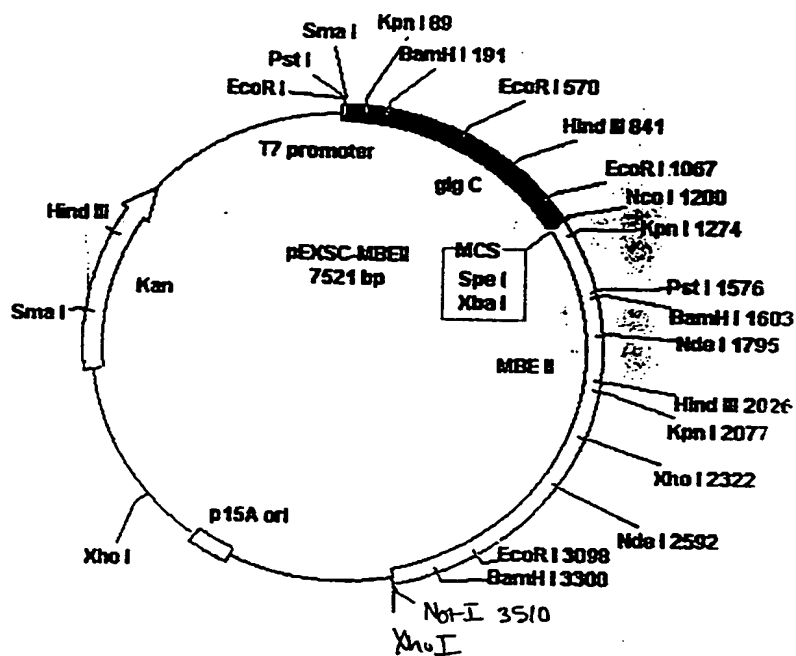 Sma I
Kpn I 89
Pst I
BamH I 191
EcoR I
EcoR I 570
T7 promoter
Hind III 841
glg C
EcoR I 1067
Nco I 1200
Kpn I 1274
Hind III
pEXSC-MBEII
7521 bp
MCS
Spe I
Xba I
Kan
Sma I
Pst I 1576
BamH I 1603
Nde I 1795
MBE II
Hind III 2026
Kpn I 2077
Xho I 2322
p15A ori
Nde I 2592
Xho I
EcoR I 3098
BamH I 3300
Not I 3510
Xho I